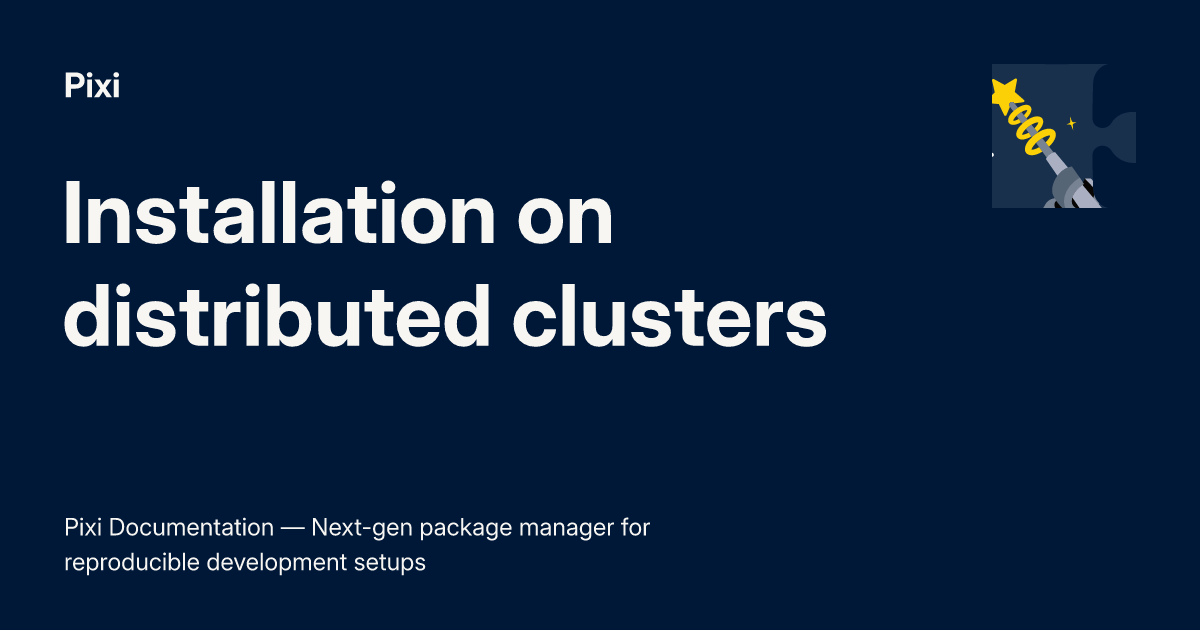 Pixi
Installation on
distributed clusters
Pixi Documentation — Next-gen package manager for
reproducible development setups